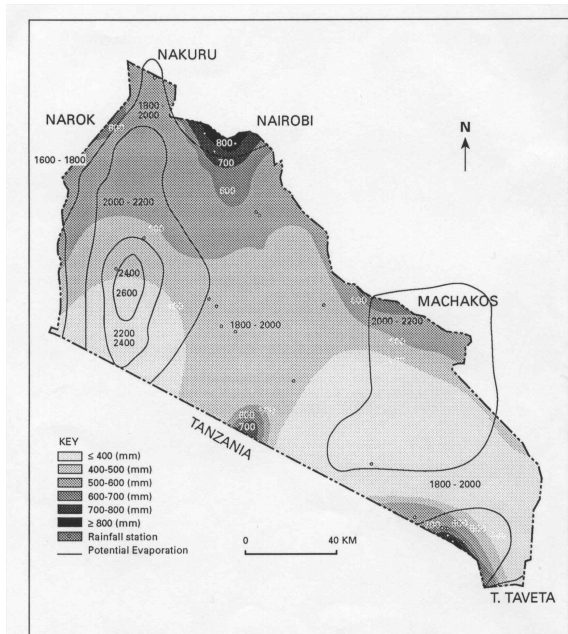 NAKURU
1800
2000
NAROK
NAIROBI
N
800
700
600
1600 - 1800
2000 - 2200
2400
2600
2200
2400
1800 - 2000
MACHAKOS
2000 - 2200
600
700
TANZANIA
1800 - 2000
KEY
≤ 400 (mm)
400-500 (mm)
500-600 (mm)
600-700 (mm)
700-800 (mm)
≥ 800 (mm)
Rainfall station
Potential Evaporation
0
40 KM
T. TAVETA